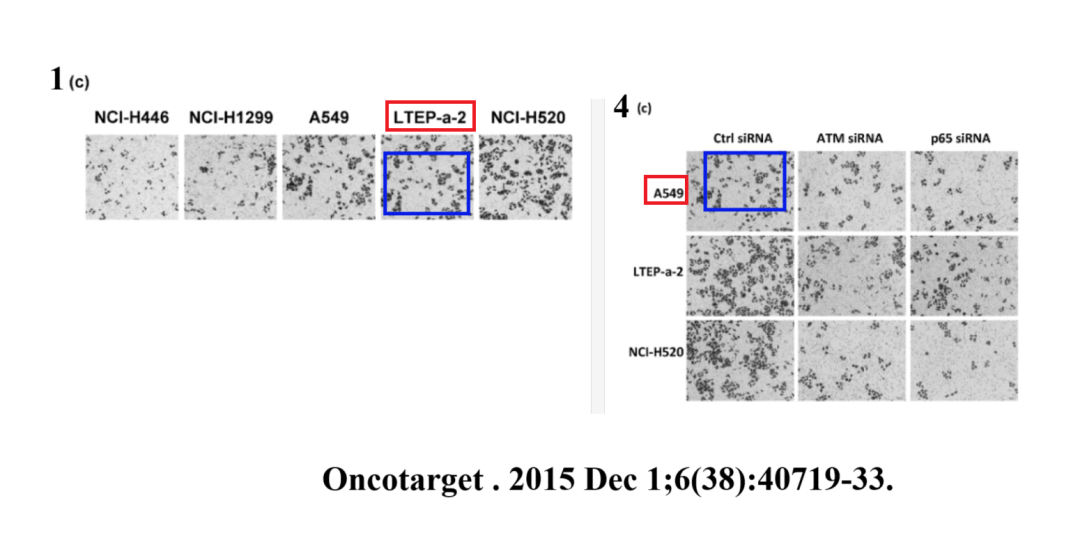 1 (c)
NCI-H446 NCI-H1299 A549 LTEP-a-2 NCI-H520
4 (c)
Ctrl siRNA ATM siRNA p65 siRNA
A549
LTEP-a-2
NCI-H520
Oncotarget . 2015 Dec 1;6(38):40719-33.